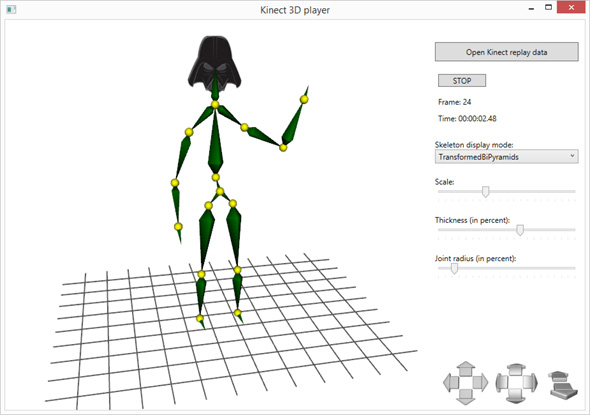 Kinect 3D player
Open Kinect replay data
STOP
Frame: 24
Time: 00:00:02.48
Skeleton display mode:
TransformedBiPyramids
Scale:
Thickness (in percent):
Joint radius (in percent):